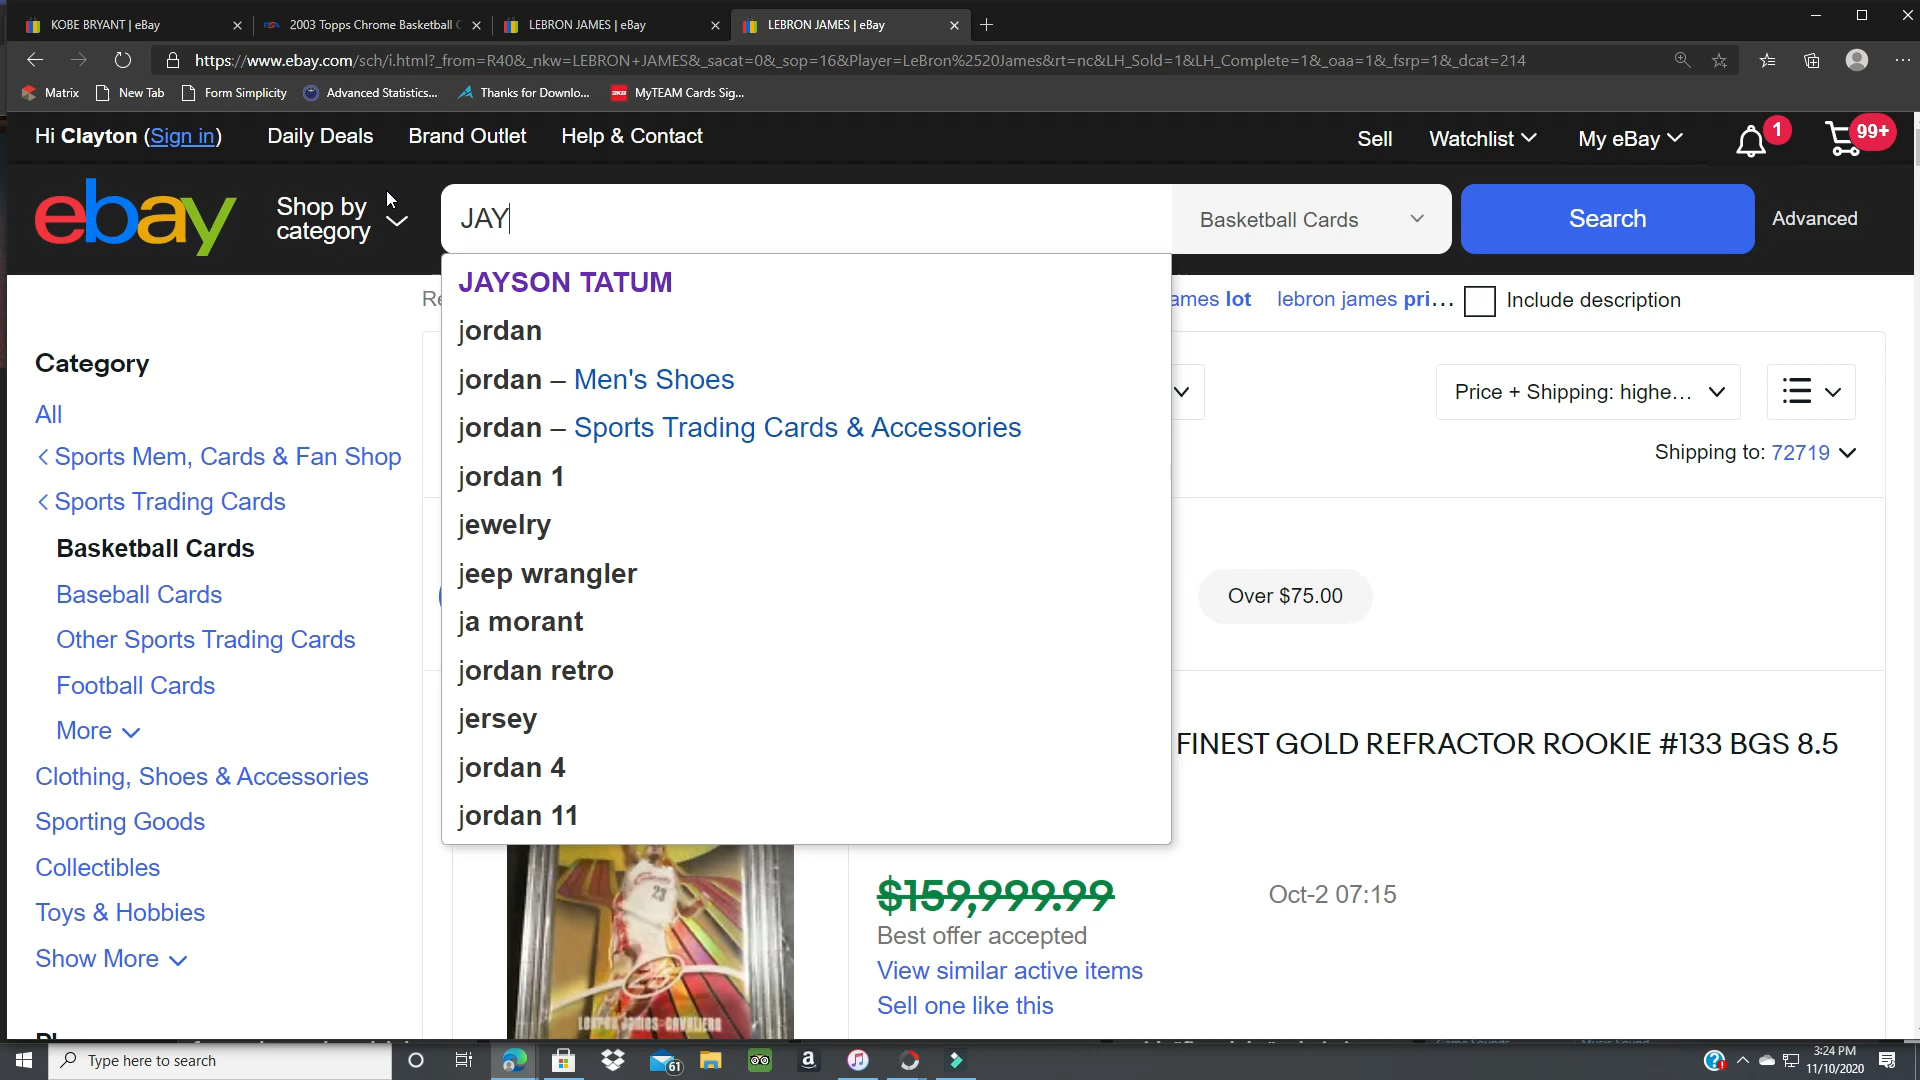 KOBE BRYANT | eBay
2003 Topps Chrome Basketball C
LEBRON JAMES | eBay
LEBRON JAMES | eBay
https://www.ebay.com/sch/i.html?_from=R40&_nkw=LEBRON+JAMES&_sacat=0&_sop=16&Player=LeBron%2520James&rt=nc&LH_Sold=1&LH_Complete=1&_oaa=1&_fsrp=1&_dcat=214
Matrix
New Tab
Form Simplicity
Advanced Statistics...
Thanks for Downlo...
MyTEAM Cards Sig...
Hi Clayton (Sign in)
Daily Deals
Brand Outlet
Help & Contact
Sell
Watchlist
My eBay
1
99+
ebay
Shop by
category
JAY
Basketball Cards
Search
Advanced
JAYSON TATUM
jordan
jordan – Men's Shoes
jordan – Sports Trading Cards & Accessories
jordan 1
jewelry
jeep wrangler
ja morant
jordan retro
jersey
jordan 4
jordan 11
Re
ames lot
lebron james pri...
Include description
Category
All
Sports Mem, Cards & Fan Shop
Sports Trading Cards
Basketball Cards
Baseball Cards
Other Sports Trading Cards
Football Cards
More
Clothing, Shoes & Accessories
Sporting Goods
Collectibles
Toys & Hobbies
Show More
Price + Shipping: highe...
Shipping to: 72719
Over $75.00
FINEST GOLD REFRACTOR ROOKIE #133 BGS 8.5
23
LEBRON JAMES CAVALIERS
$159,999.99
Oct-2 07:15
Best offer accepted
View similar active items
Sell one like this
Type here to search
61
3:24 PM
11/10/2020